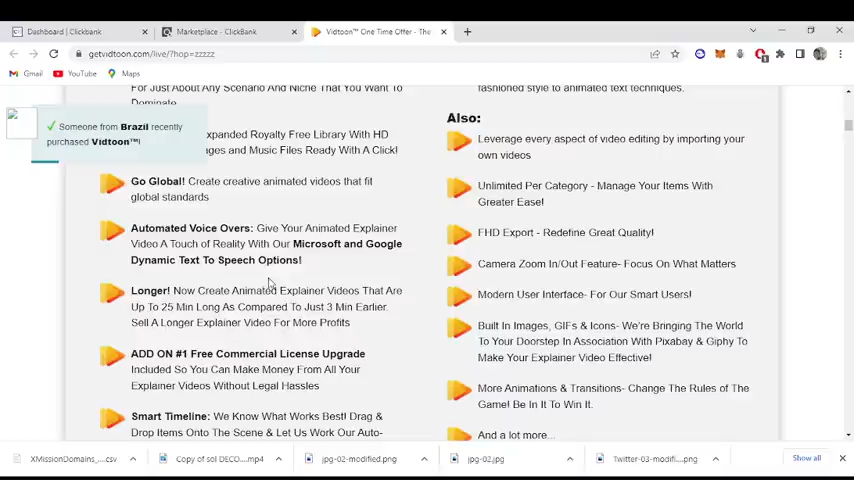 Dashboard | Clickbank
Marketplace - ClickBank
Vidtoon™ One Time Offer - The
getvidtoon.com/live/?hop=zzzzz
Gmail
YouTube
Maps
For Just About Any Scenario And Niche That You Want To
Dominate
Someone from Brazil recently
purchased Vidtoon™!
xpanded Royalty Free Library With HD
ges and Music Files Ready With A Click!
Go Global! Create creative animated videos that fit
global standards
Automated Voice Overs: Give Your Animated Explainer
Video A Touch of Reality With Our Microsoft and Google
Dynamic Text To Speech Options!
Longer! Now Create Animated Explainer Videos That Are
Up To 25 Min Long As Compared To Just 3 Min Earlier.
Sell A Longer Explainer Video For More Profits
ADD ON #1 Free Commercial License Upgrade
Included So You Can Make Money From All Your
Explainer Videos Without Legal Hassles
Smart Timeline: We Know What Works Best! Drag &
Drop Items Onto The Scene & Let Us Work Our Auto-
fashioned style to animated text techniques.
Also:
Leverage every aspect of video editing by importing your
own videos
Unlimited Per Category - Manage Your Items With
Greater Ease!
FHD Export - Redefine Great Quality!
Camera Zoom In/Out Feature- Focus On What Matters
Modern User Interface- For Our Smart Users!
Built In Images, GIFs & Icons- We're Bringing The World
To Your Doorstep In Association With Pixabay & Giphy To
Make Your Explainer Video Effective!
More Animations & Transitions- Change The Rules of The
Game! Be In It To Win It.
And a lot more...
XMissionDomains_....csv
Copy of sol DECO....mp4
jpg-02-modified.png
jpg-02.jpg
Twitter-03-modifi....png
Show all